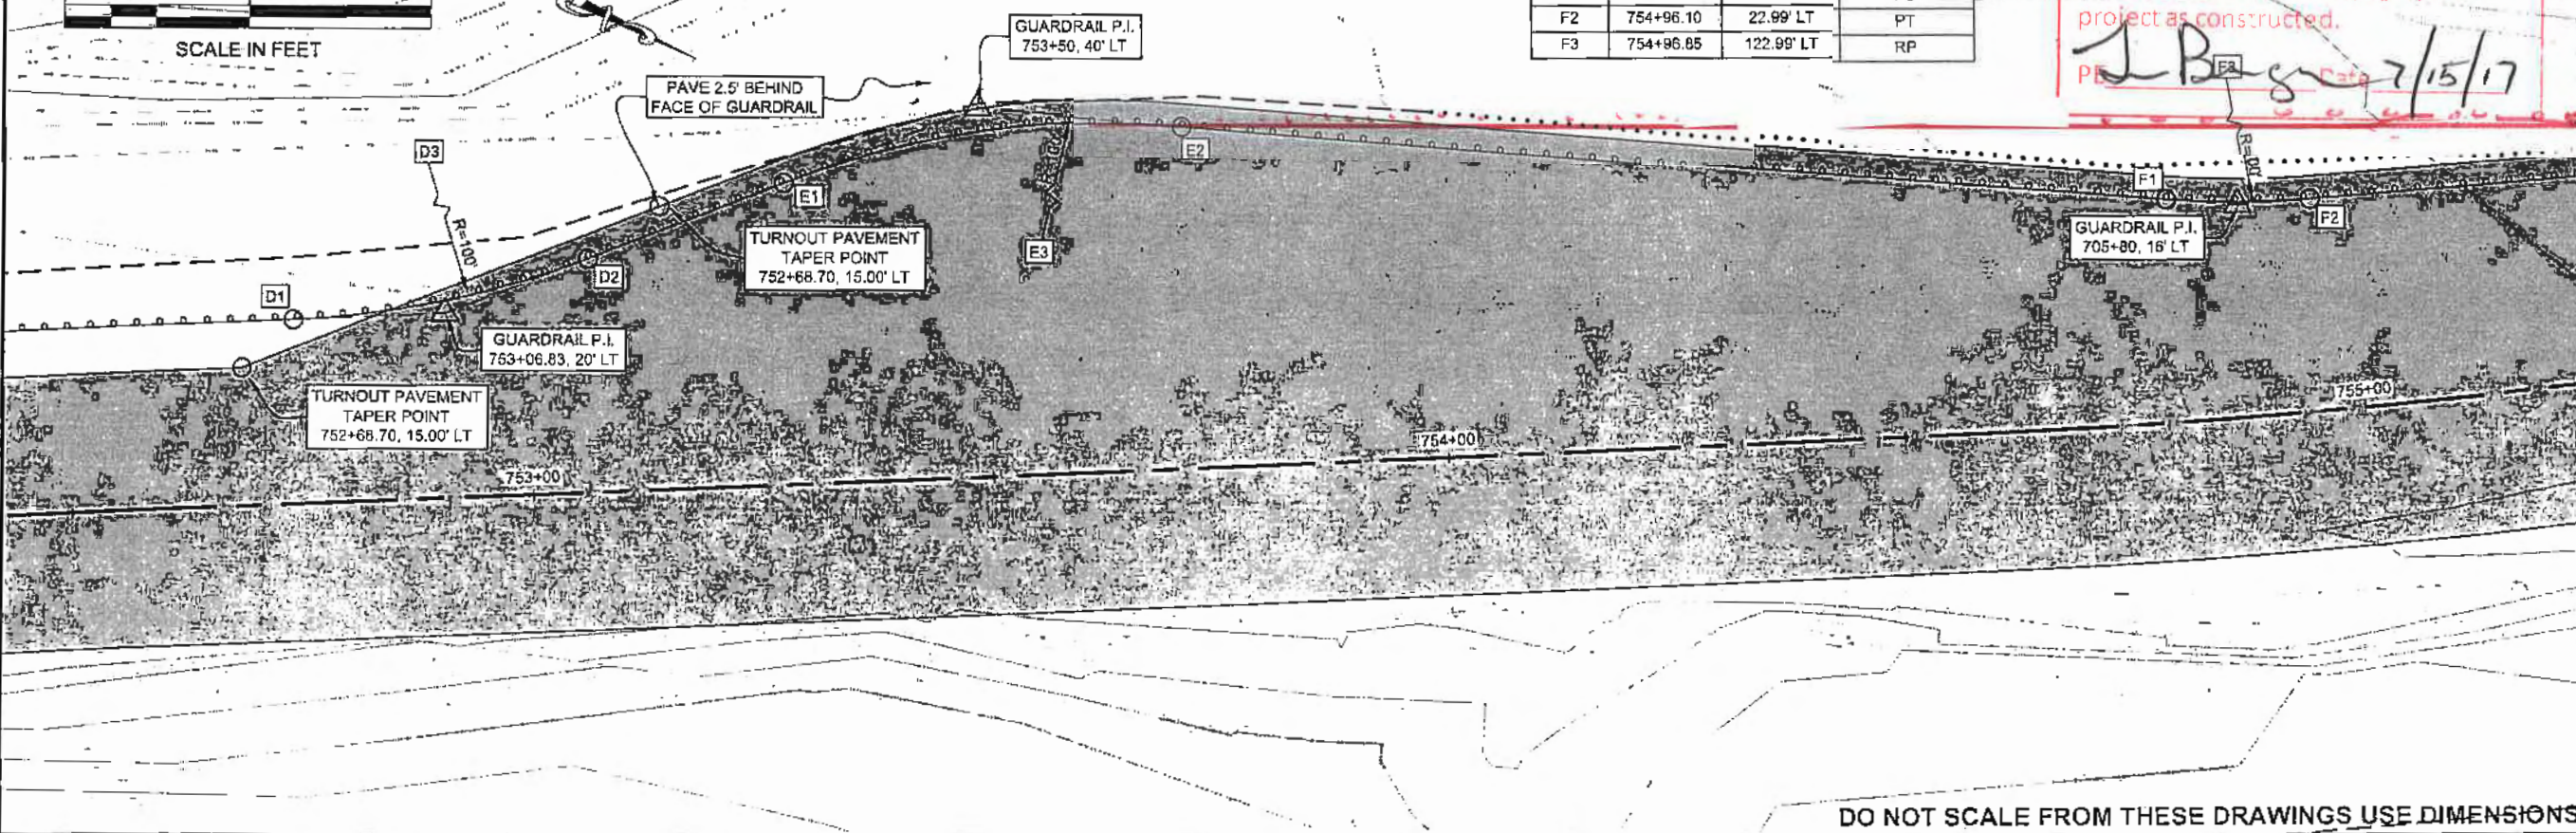 SCALE IN FEET
GUARDRAIL P.I.
753+50, 40' LT
PAVE 2.5' BEHIND
FACE OF GUARDRAIL
F2 754+96.10 22.99' LT PT
F3 754+96.85 122.99' LT RP
project as constructed.
PE Date 7/15/17
F3
D3
R=100'
E1
E2
E3
F1
F2
D1
D2
TURNOUT PAVEMENT
TAPER POINT
752+68.70, 15.00' LT
GUARDRAIL P.I.
705+80, 16' LT
GUARDRAIL P.I.
753+06.83, 20' LT
TURNOUT PAVEMENT
TAPER POINT
752+68.70, 15.00' LT
753+00
754+00
755+00
DO NOT SCALE FROM THESE DRAWINGS USE DIMENSIONS